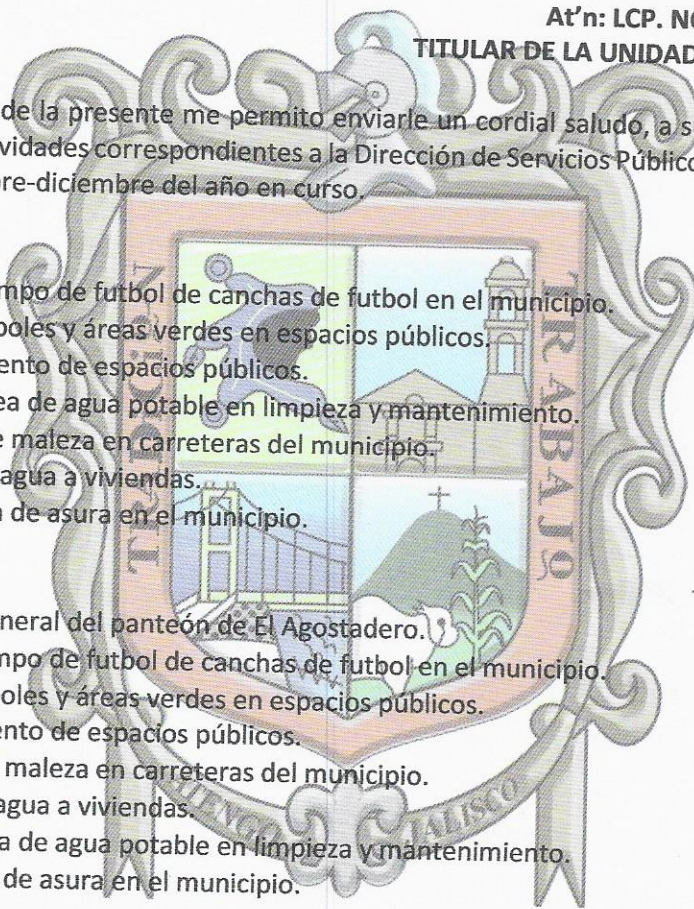 At'n: LCP. N
TITULAR DE LA UNIDAD
de la presente me permito enviarle un cordial saludo, a s
vidades correspondientes a la Dirección de Servicios Público
re-diciembre del año en curso.
mpo de futbol de canchas de futbol en el municipio.
boles y áreas verdes en espacios públicos.
ento de espacios públicos.
ea de agua potable en limpieza y mantenimiento.
e maleza en carreteras del municipio.
agua a viviendas.
n de asura en el municipio.
neral del panteón de El Agostadero.
mpo de futbol de canchas de futbol en el municipio.
boles y áreas verdes en espacios públicos.
ento de espacios públicos.
maleza en carreteras del municipio.
agua a viviendas.
a de agua potable en limpieza y mantenimiento.
de asura en el municipio.
TRADICIÓN
TRABAJO
JALISCO